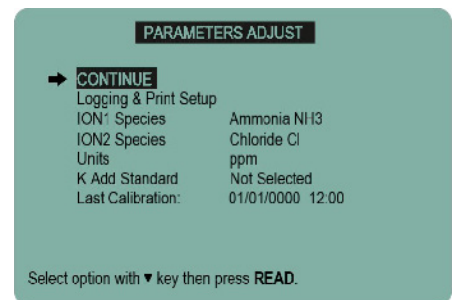 PARAMETERS ADJUST
➡ CONTINUE
Logging & Print Setup
ION1 Species Ammonia NH3
ION2 Species Chloride Cl
Units ppm
K Add Standard Not Selected
Last Calibration: 01/01/0000 12:00
Select option with ▼ key then press READ.